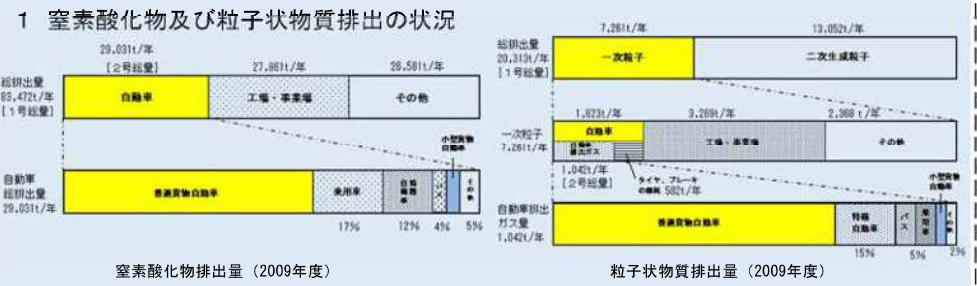 1 窒素酸化物及び粒子状物質排出の状況
29.031t/年
[2号総量]
27.861t/年
26.581t/年
総排出量
83.472t/年
[1号総量]
自動車
工場・事業場
その他
小型貨物
自動車
自動車
総排出量
29.031t/年
普通貨物自動車
乗用車
その他
17%
12%
4%
5%
窒素酸化物排出量(2009年度)
7.261t/年
13.052t/年
総排出量
20.313t/年
[1号総量]
一次粒子
二次生成粒子
1.623t/年
3.269t/年
2.368t/年
一次粒子
7.261t/年
自動車
工場・事業場
その他
自動車
排出ガス
1.042t/年
[2号総量]
タイヤ、ブレーキ
の磨耗 582t/年
小型貨物
自動車
自動車排出
ガス量
1,042t/年
普通貨物自動車
特種
自動車
バス
乗用車
その他
15%
5%
2%
粒子状物質排出量(2009年度)